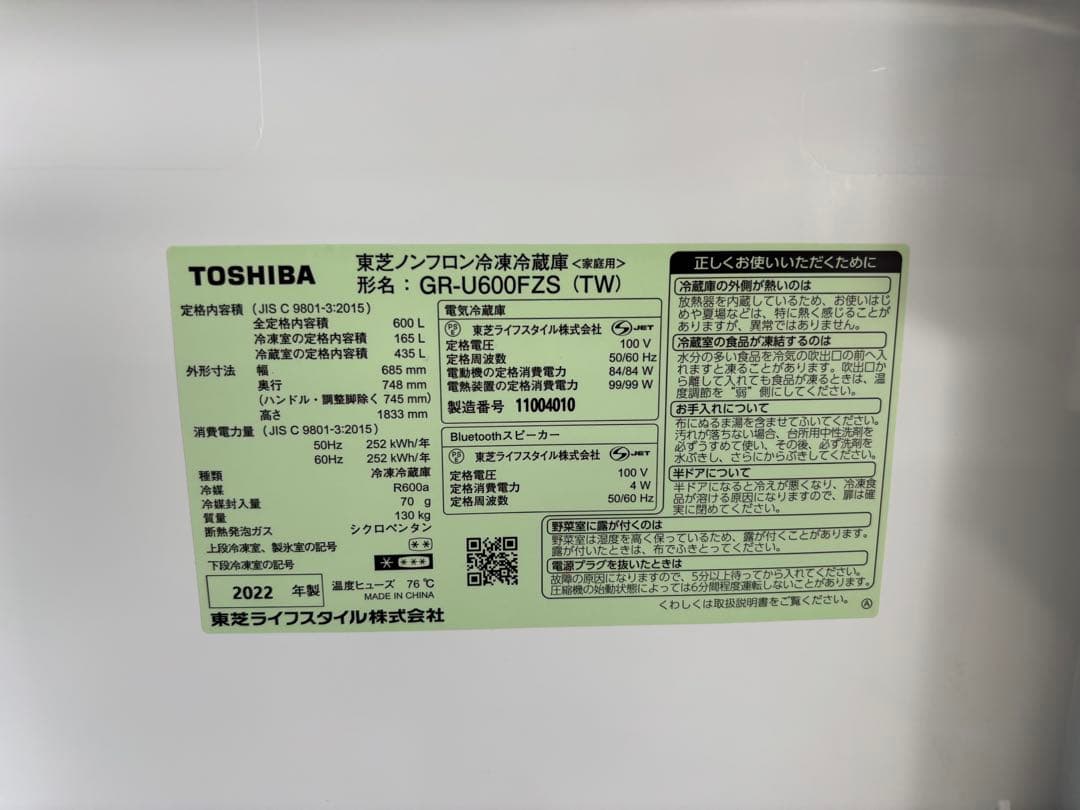 TOSHIBA
東芝ノンフロン冷凍冷蔵庫<家庭用>
形名：GR-U600FZS (TW)
定格内容積 (JIS C 9801-3:2015)
全定格内容積 600 L
冷凍室の定格内容積 165 L
冷蔵室の定格内容積 435 L
外形寸法 幅 685 mm
奥行 748 mm
(ハンドル・調整脚除く 745 mm)
高さ 1833 mm
消費電力量 (JIS C 9801-3:2015)
50Hz 252 kWh/年
60Hz 252 kWh/年
種類 冷凍冷蔵庫
冷媒 R600a
冷媒封入量 70 g
質量 130 kg
断熱発泡ガス シクロペンタン
上段冷凍室、製氷室の記号
下段冷凍室の記号
2022 年製
温度ヒューズ 76 ℃
MADE IN CHINA
東芝ライフスタイル株式会社
電気冷蔵庫
PS E 東芝ライフスタイル株式会社 JET
定格電圧 100 V
定格周波数 50/60 Hz
電動機の定格消費電力 84/84 W
電熱装置の定格消費電力 99/99 W
製造番号 11004010
Bluetoothスピーカー
PS E 東芝ライフスタイル株式会社 JET
定格電圧 100 V
定格消費電力 4 W
定格周波数 50/60 Hz
正しくお使いいただくために
冷蔵庫の外側が熱いのは
放熱器を内蔵しているため、お使いはじ
めや夏場などは、特に熱く感じることが
ありますが、異常ではありません。
冷蔵室の食品が凍結するのは
水分の多い食品を冷気の吹出口の前へ入
れますと凍ることがあります。吹出口か
ら離して入れても食品が凍るときは、温
度調節を“弱”側にしてください。
お手入れについて
布にぬるま湯を含ませてふいてください。
汚れが落ちない場合、台所用中性洗剤を
必ずうすめて使い、その後、必ず洗剤を
水ぶきし、さらにからぶきしてください。
半ドアについて
半ドアになると冷えが悪くなり、冷凍食
品が溶ける原因になりますので、扉は確
実に閉めてください。
野菜室に露が付くのは
野菜室は湿度を高く保っているため、露が付くことがあります。
露が付いたときは、布でふきとってください。
電源プラグを抜いたときは
故障の原因になりますので、5分以上待ってから入れてください。
圧縮機の始動状態によっては6分間程度運転しないことがあります。
くわしくは取扱説明書をご覧ください。 Ⓐ